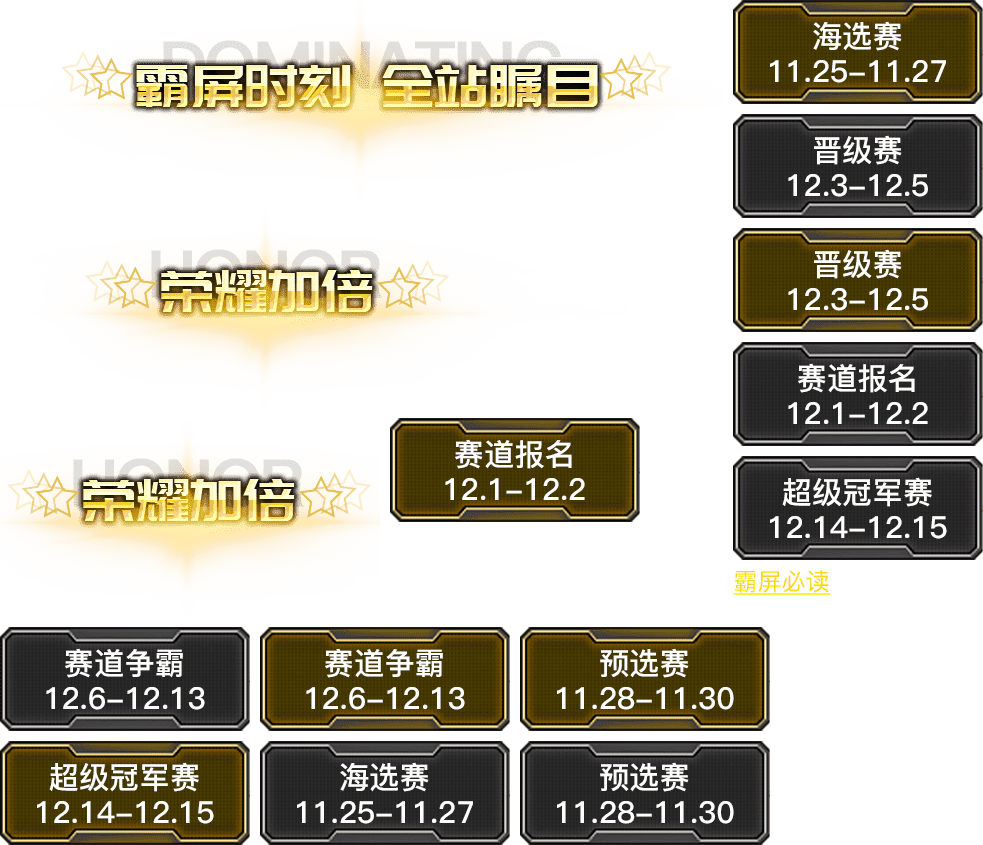 DOMINATING
霸屏时刻 全站瞩目
海选赛
11.25-11.27
晋级赛
12.3-12.5
HONOR
荣耀加倍
晋级赛
12.3-12.5
赛道报名
12.1-12.2
HONOR
荣耀加倍
赛道报名
12.1-12.2
超级冠军赛
12.14-12.15
霸屏必读
赛道争霸
12.6-12.13
赛道争霸
12.6-12.13
预选赛
11.28-11.30
超级冠军赛
12.14-12.15
海选赛
11.25-11.27
预选赛
11.28-11.30